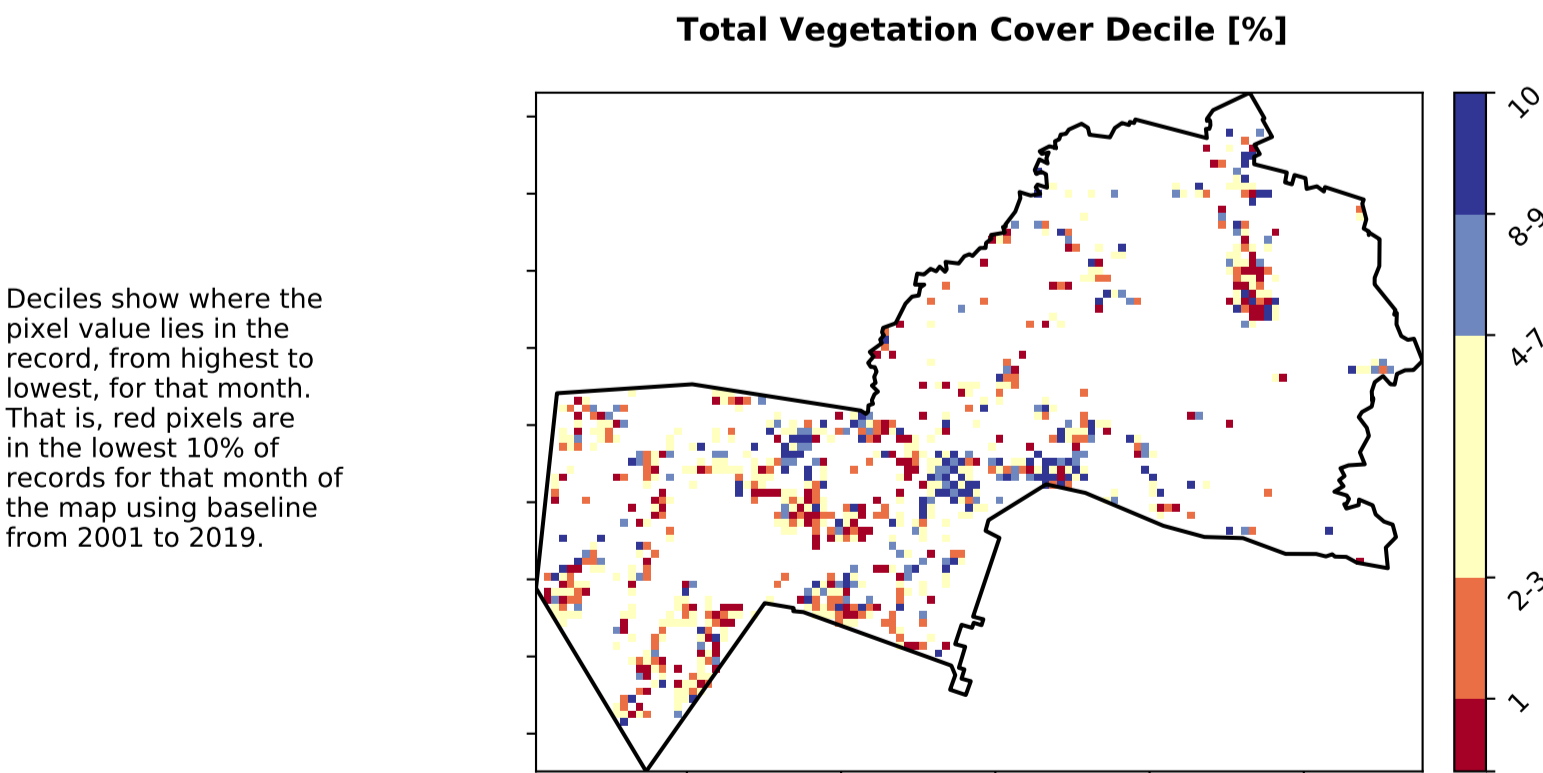 Total Vegetation Cover Decile [%]
Deciles show where the
pixel value lies in the
record, from highest to
lowest, for that month.
That is, red pixels are
in the lowest 10% of
records for that month of
the map using baseline
from 2001 to 2019.
10
8-9
4-7
2-3
1